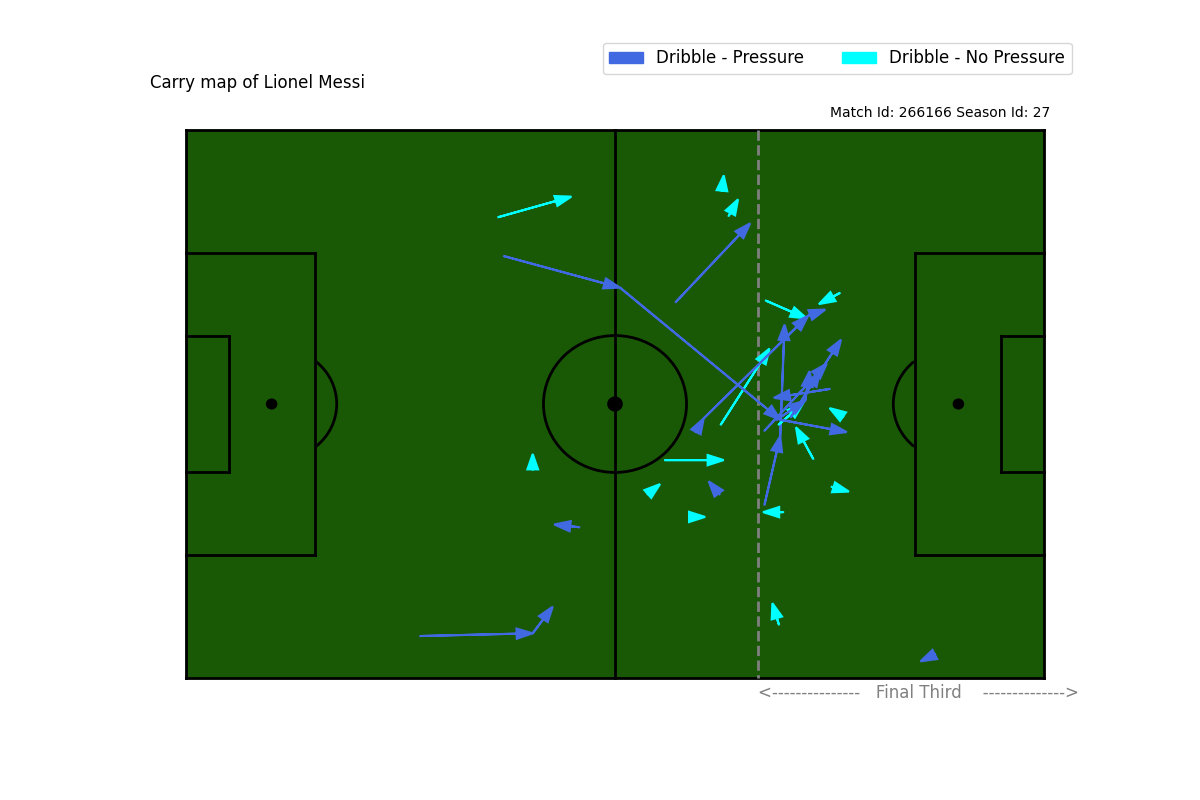 Dribble - Pressure
Dribble - No Pressure
Carry map of Lionel Messi
Match Id: 266166 Season Id: 27
<--------------- Final Third -------------->